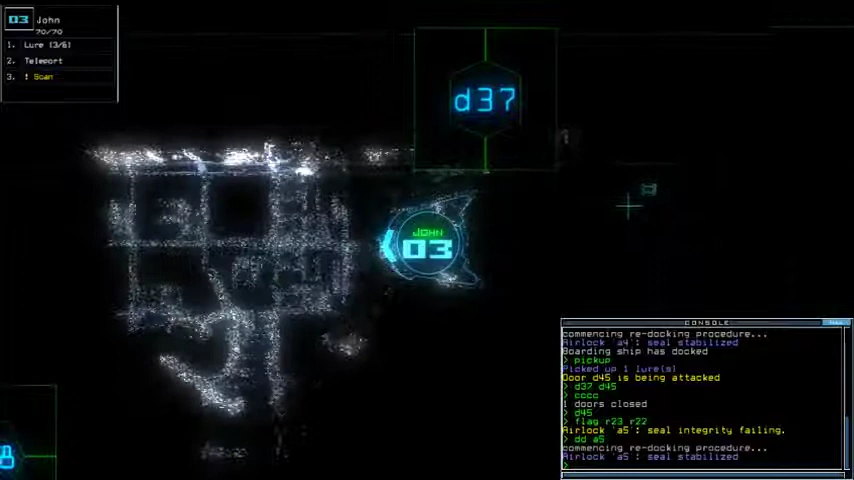 03 John
70/70
1. Lure (3/6)
2. Teleport
3. ! Scan
d37
JOHN
03
CONSOLE
commencing re-docking procedure...
Airlock 'a4': seal stabilized
Boarding ship has docked
> pickup
Picked up 1 lure(s)
Door d45 is being attacked
> d37 d45
> cccc
1 doors closed
> d45
> flag r23 r22
Airlock 'a5': seal integrity failing.
> dd a5
commencing re-docking procedure...
Airlock 'a5': seal stabilized
>